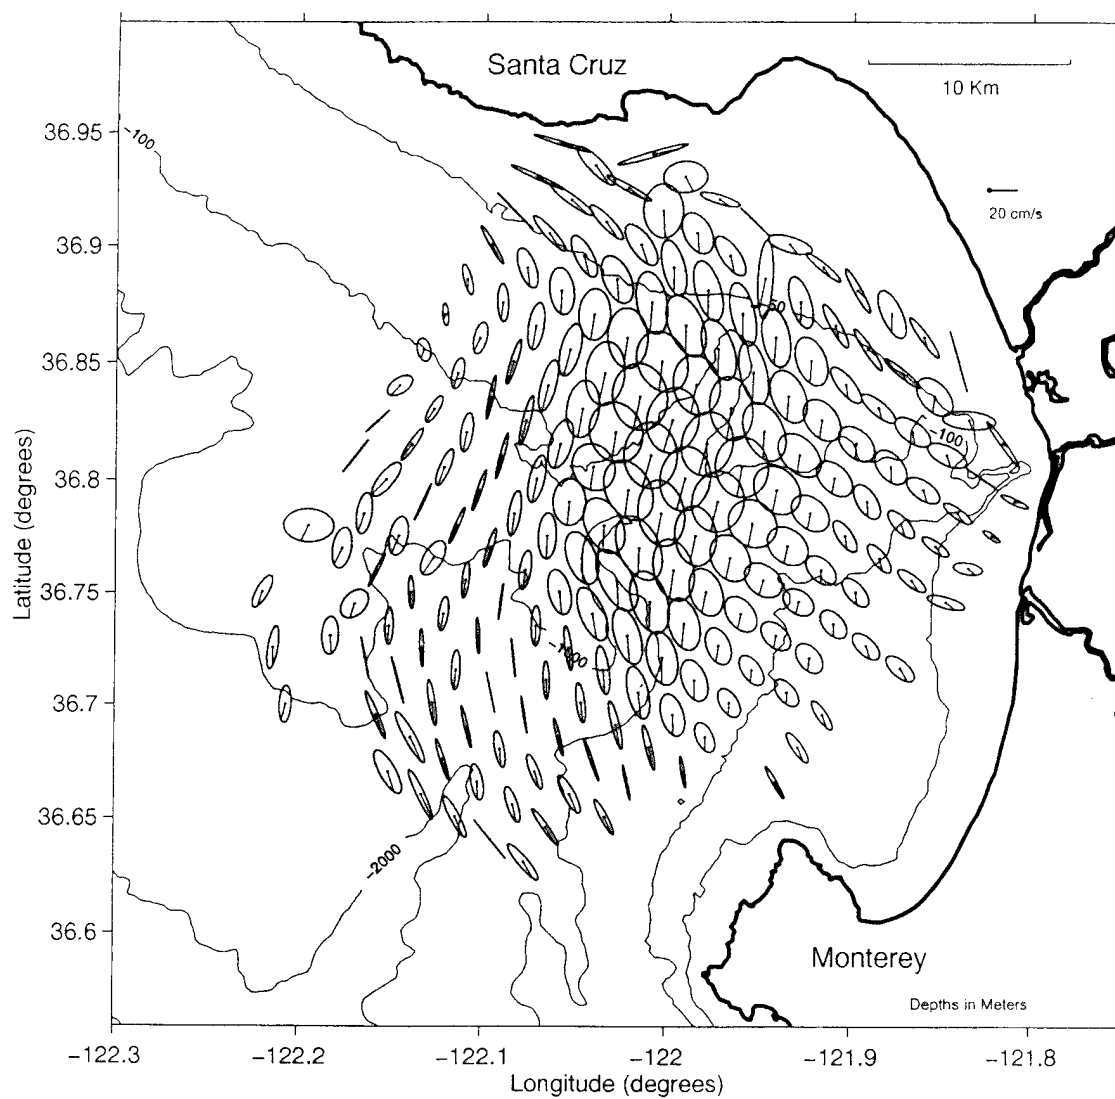 Santa Cruz
10 Km
20 cm/s
-100
-50
-100
-1000
-2000
Monterey
Depths in Meters
36.95
36.9
36.85
36.8
36.75
36.7
36.65
36.6
Latitude (degrees)
-122.3
-122.2
-122.1
-122
-121.9
-121.8
Longitude (degrees)